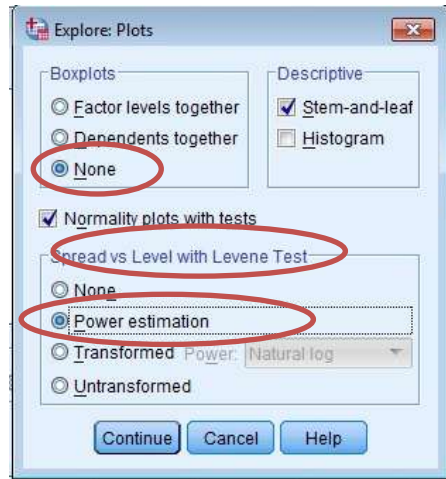 Explore: Plots
Boxplots
Factor levels together
Dependents together
None
Descriptive
Stem-and-leaf
Histogram
Normality plots with tests
Spread vs Level with Levene Test
None
Power estimation
Transformed Power: Natural log
Untransformed
Continue Cancel Help